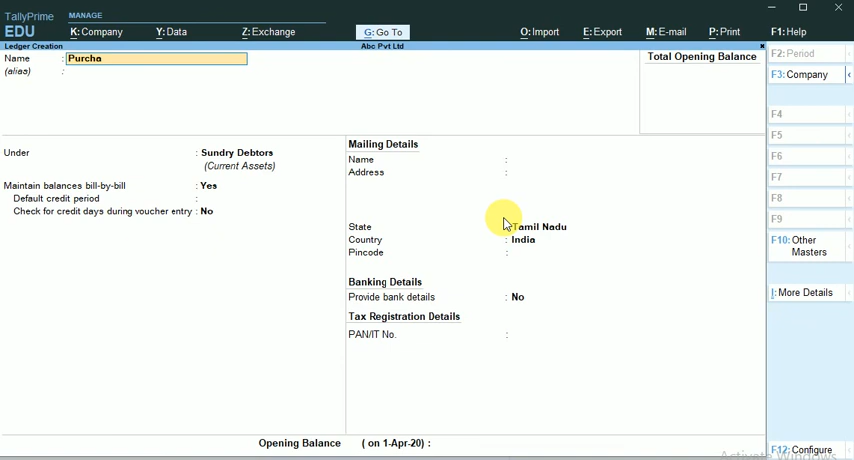 TallyPrime MANAGE
EDU K: Company Y: Data Z: Exchange G: Go To O: Import E: Export M: E-mail P: Print F1: Help
Ledger Creation Abc Pvt Ltd
Name : Purcha
(alias) :
Total Opening Balance
Under : Sundry Debtors
(Current Assets)
Maintain balances bill-by-bill : Yes
Default credit period :
Check for credit days during voucher entry : No
Mailing Details
Name :
Address :
State : Tamil Nadu
Country : India
Pincode :
Banking Details
Provide bank details : No
Tax Registration Details
PAN/IT No. :
Opening Balance ( on 1-Apr-20) :
F2: Period
F3: Company
F4
F5
F6
F7
F8
F9
F10: Other
Masters
I: More Details
F12: Configure
Activate Windows